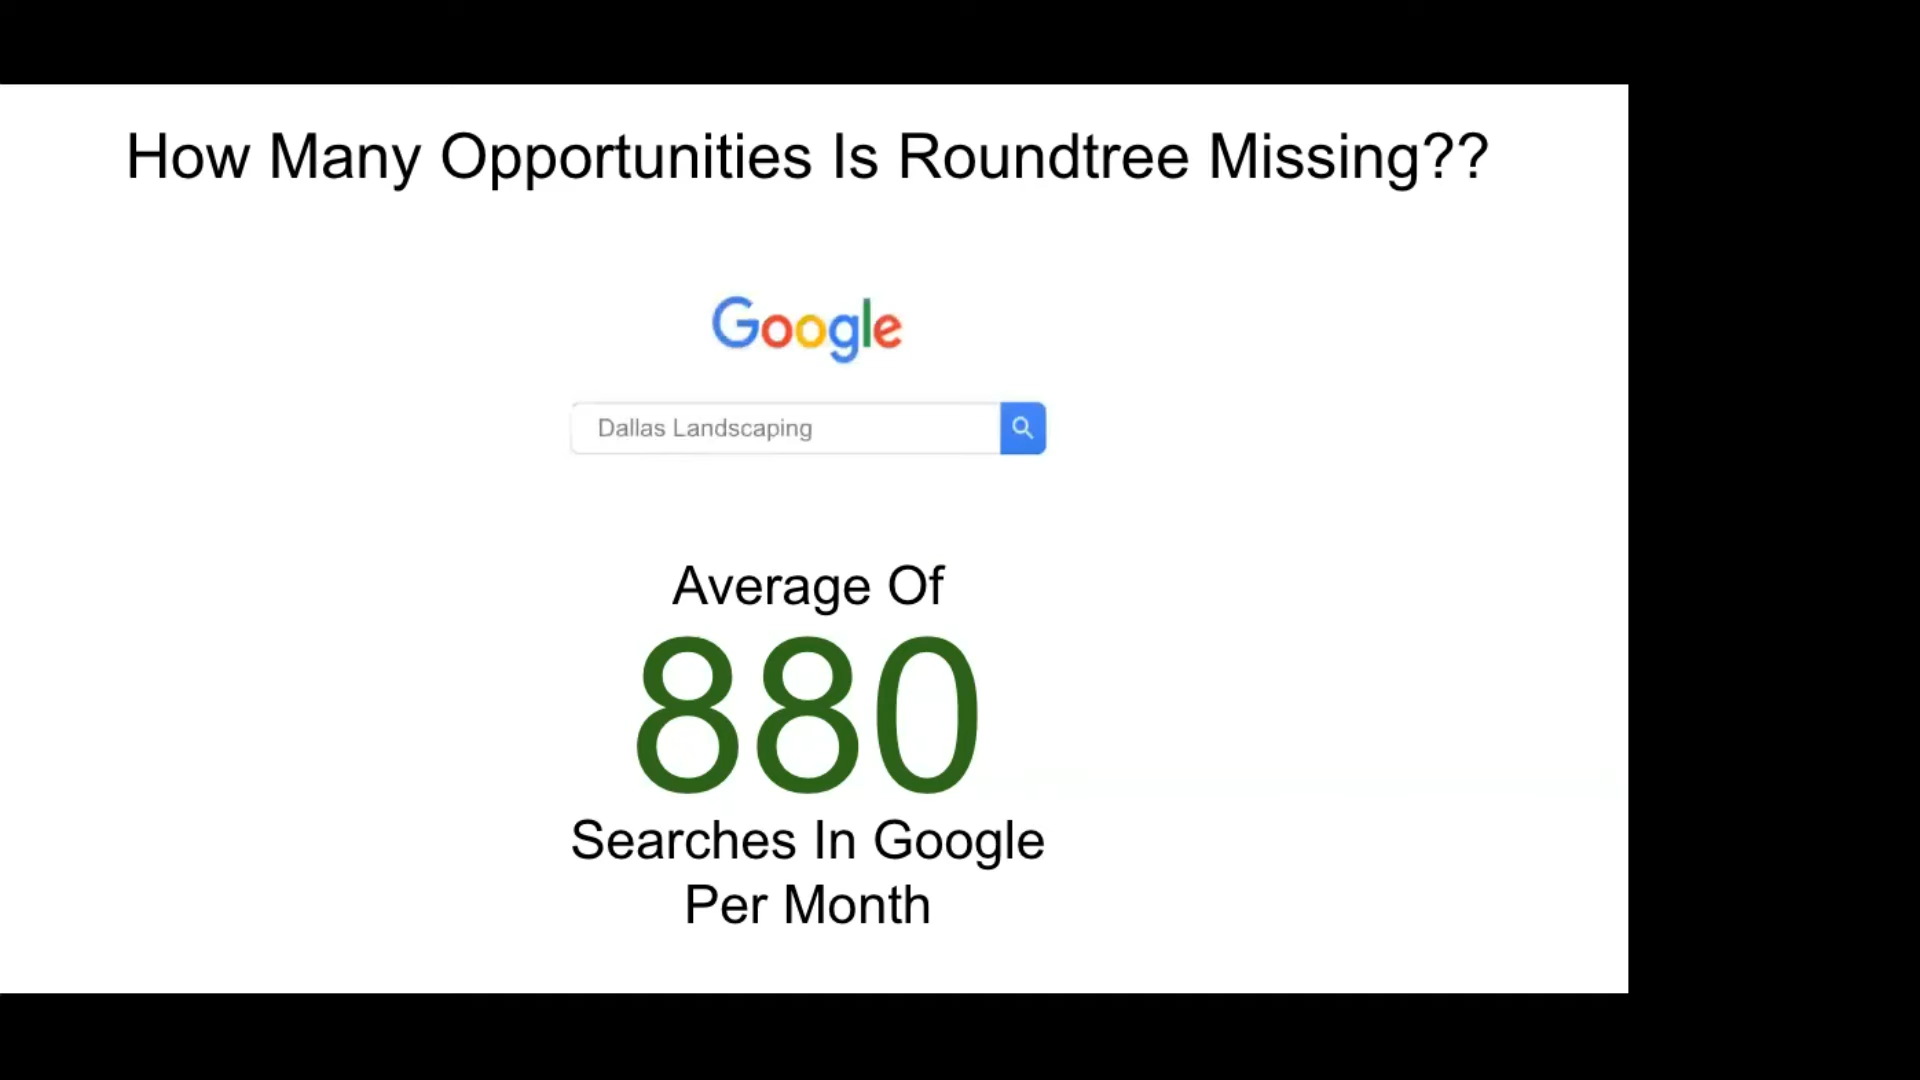 How Many Opportunities Is Roundtree Missing??
Google
Dallas Landscaping
Average Of
880
Searches In Google
Per Month